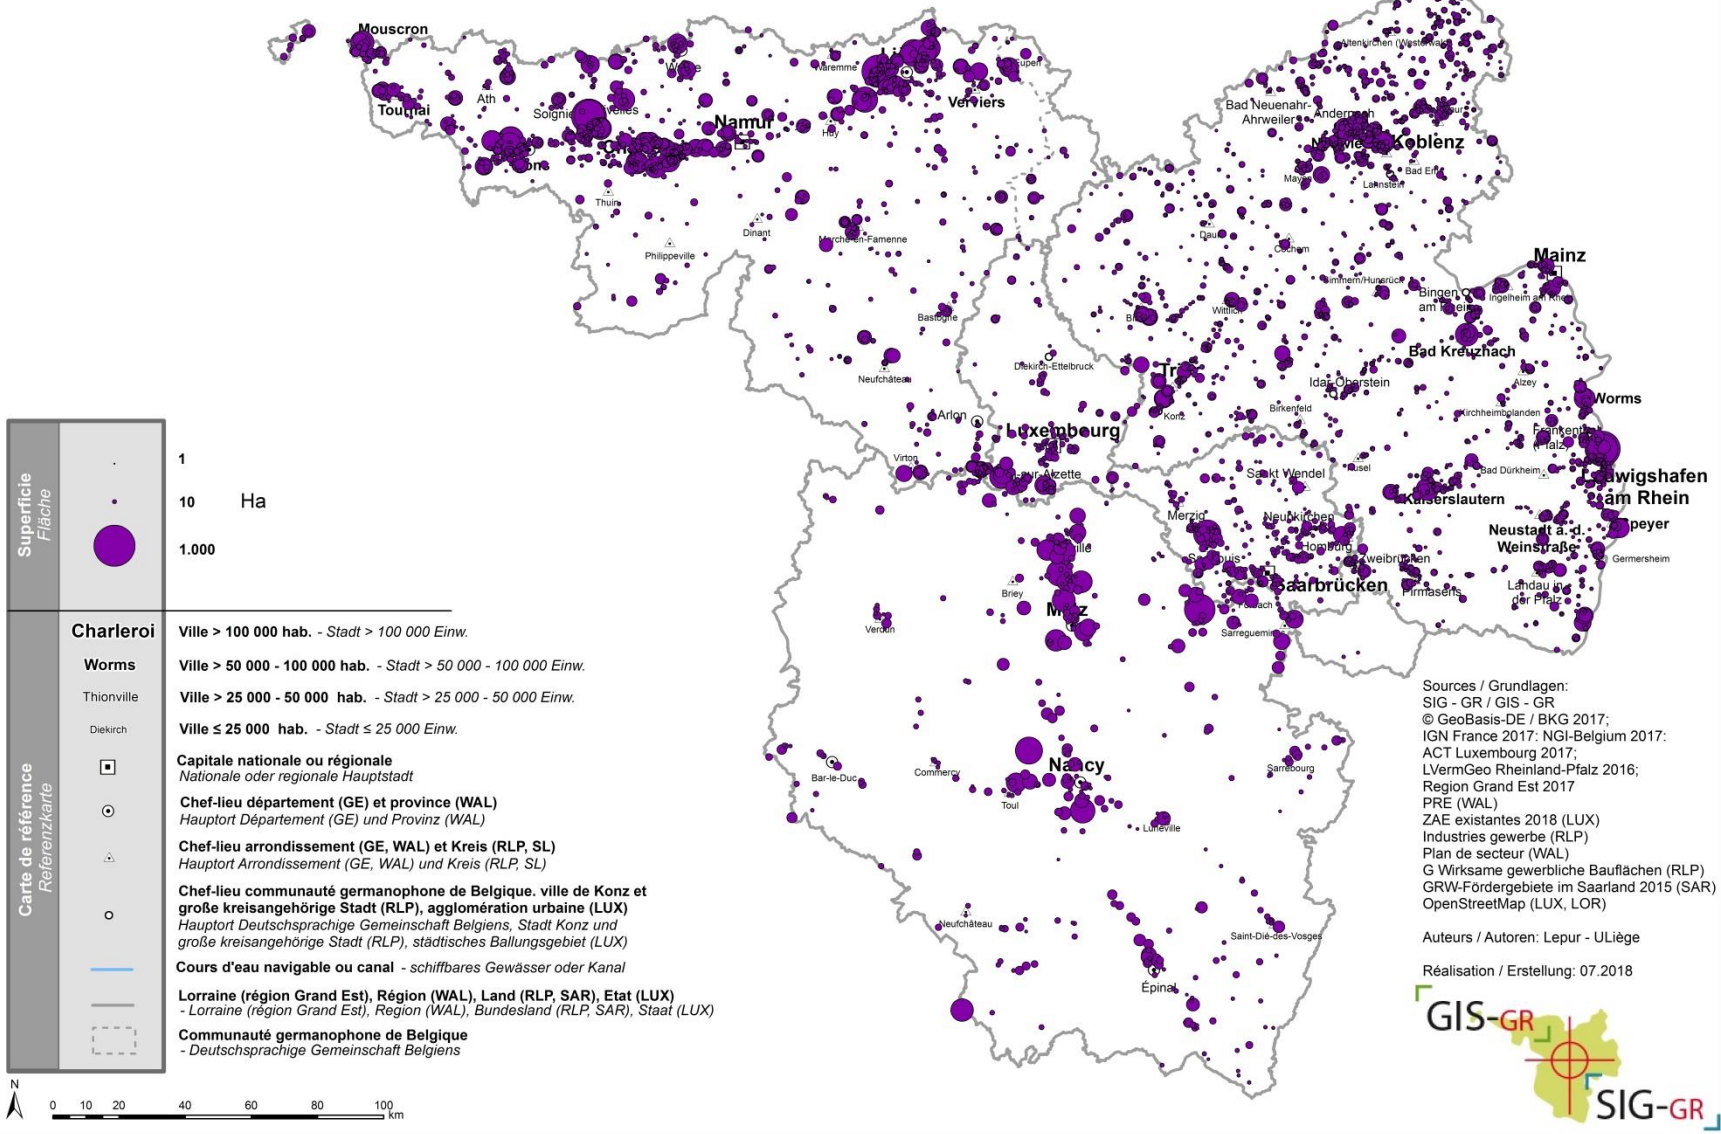 Mouscron
Altenkirchen (Westerwald)
Waremme
Eupen
Ath
Verviers
Tournai
Bad Neuenahr-
Ahrweiler
Andernach
Soignies
Namur
Huy
Koblenz
Mayen
Bad Ems
Lahnstein
Thuin
Dinant
Marche-en-Famenne
Daun
Cochem
Philippeville
Mainz
Simmern/Hunsrück
Bingen
am Rhein
Ingelheim am Rhein
Bastogne
Wittlich
Bad Kreuznach
Diekirch-Ettelbruck
Neufchâteau
Idar-Oberstein
Alzey
Worms
Birkenfeld
Kirchheimbolanden
Konz
Arlon
Luxembourg
Frankenthal
(Pfalz)
Virton
-sur-Alzette
Sankt Wendel
Kusel
Bad Dürkheim
Ludwigshafen
am Rhein
Kaiserslautern
Merzig
Neunkirchen
Speyer
Neustadt a. d.
Weinstraße
Homburg
Zweibrücken
Germersheim
Saarbrücken
Pirmasens
Landau in
der Pfalz
Briey
Metz
Forbach
Verdun
Sarreguemines
Nancy
Bar-le-Duc
Commercy
Toul
Sarrebourg
Lunéville
Neufchâteau
Saint-Dié-des-Vosges
Épinal
Superficie
Fläche
1
10
Ha
1.000
Carte de référence
Referenzkarte
Charleroi
Ville > 100 000 hab. - Stadt > 100 000 Einw.
Worms
Ville > 50 000 - 100 000 hab. - Stadt > 50 000 - 100 000 Einw.
Thionville
Ville > 25 000 - 50 000 hab. - Stadt > 25 000 - 50 000 Einw.
Diekirch
Ville ≤ 25 000 hab. - Stadt ≤ 25 000 Einw.
Capitale nationale ou régionale
Nationale oder regionale Hauptstadt
Chef-lieu département (GE) et province (WAL)
Hauptort Département (GE) und Provinz (WAL)
Chef-lieu arrondissement (GE, WAL) et Kreis (RLP, SL)
Hauptort Arrondissement (GE, WAL) und Kreis (RLP, SL)
Chef-lieu communauté germanophone de Belgique. ville de Konz et
große kreisangehörige Stadt (RLP), agglomération urbaine (LUX)
Hauptort Deutschsprachige Gemeinschaft Belgiens, Stadt Konz und
große kreisangehörige Stadt (RLP), städtisches Ballungsgebiet (LUX)
Cours d'eau navigable ou canal - schiffbares Gewässer oder Kanal
Lorraine (région Grand Est), Région (WAL), Land (RLP, SAR), Etat (LUX)
- Lorraine (région Grand Est), Region (WAL), Bundesland (RLP, SAR), Staat (LUX)
Communauté germanophone de Belgique
- Deutschsprachige Gemeinschaft Belgiens
N
0 10 20 40 60 80 100
km
Sources / Grundlagen:
SIG - GR / GIS - GR
© GeoBasis-DE / BKG 2017;
IGN France 2017: NGI-Belgium 2017:
ACT Luxembourg 2017;
LVermGeo Rheinland-Pfalz 2016;
Region Grand Est 2017
PRE (WAL)
ZAE existantes 2018 (LUX)
Industries gewerbe (RLP)
Plan de secteur (WAL)
G Wirksame gewerbliche Bauflächen (RLP)
GRW-Fördergebiete im Saarland 2015 (SAR)
OpenStreetMap (LUX, LOR)
Auteurs / Autoren: Lepur - ULiège
Réalisation / Erstellung: 07.2018
GIS-GR
SIG-GR